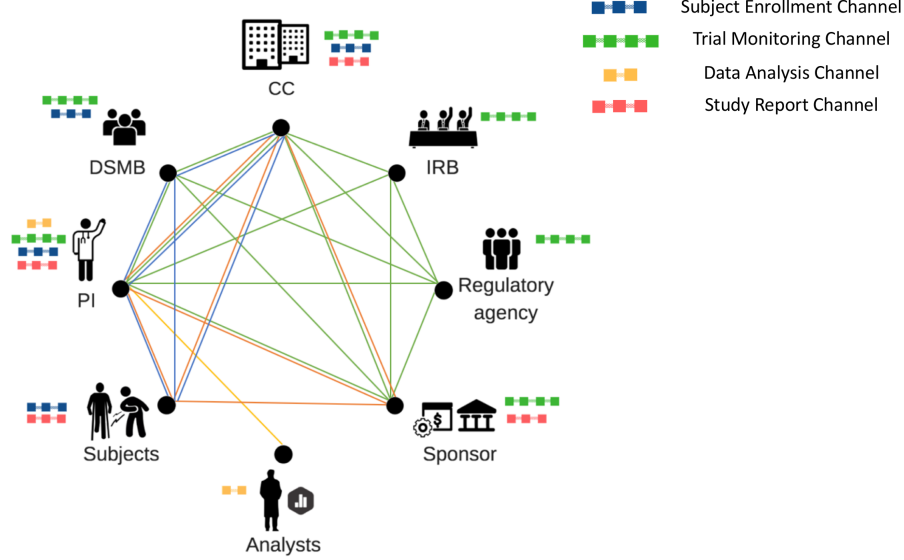 Subject Enrollment Channel
Trial Monitoring Channel
Data Analysis Channel
Study Report Channel
CC
DSMB
IRB
PI
Regulatory
agency
$
Subjects
Sponsor
Analysts